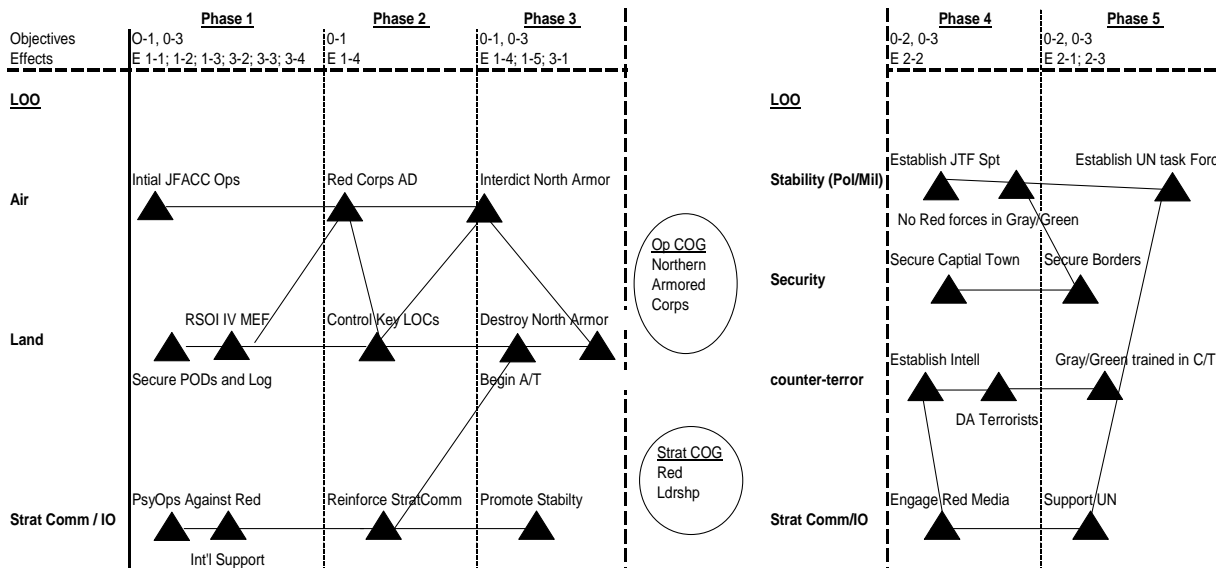 Phase 1
Phase 2
Phase 3
Objectives
O-1, 0-3
0-1
0-1, 0-3
Effects
E 1-1; 1-2; 1-3; 3-2; 3-3; 3-4
E 1-4
E 1-4; 1-5; 3-1
LOO
Intial JFACC Ops
Red Corps AD
Interdict North Armor
Air
RSOI IV MEF
Control Key LOCs
Destroy North Armor
Land
Secure PODs and Log
Begin A/T
PsyOps Against Red
Reinforce StratComm
Promote Stabilty
Strat Comm / IO
Int'l Support
Op COG
Northern
Armored
Corps
Strat COG
Red
Ldrshp
Phase 4
Phase 5
0-2, 0-3
0-2, 0-3
E 2-2
E 2-1; 2-3
LOO
Establish JTF Spt
Establish UN task Forc
Stability (Pol/Mil)
No Red forces in Gray/Green
Secure Captial Town
Secure Borders
Security
Establish Intell
Gray/Green trained in C/T
counter-terror
DA Terrorists
Engage Red Media
Support UN
Strat Comm/IO